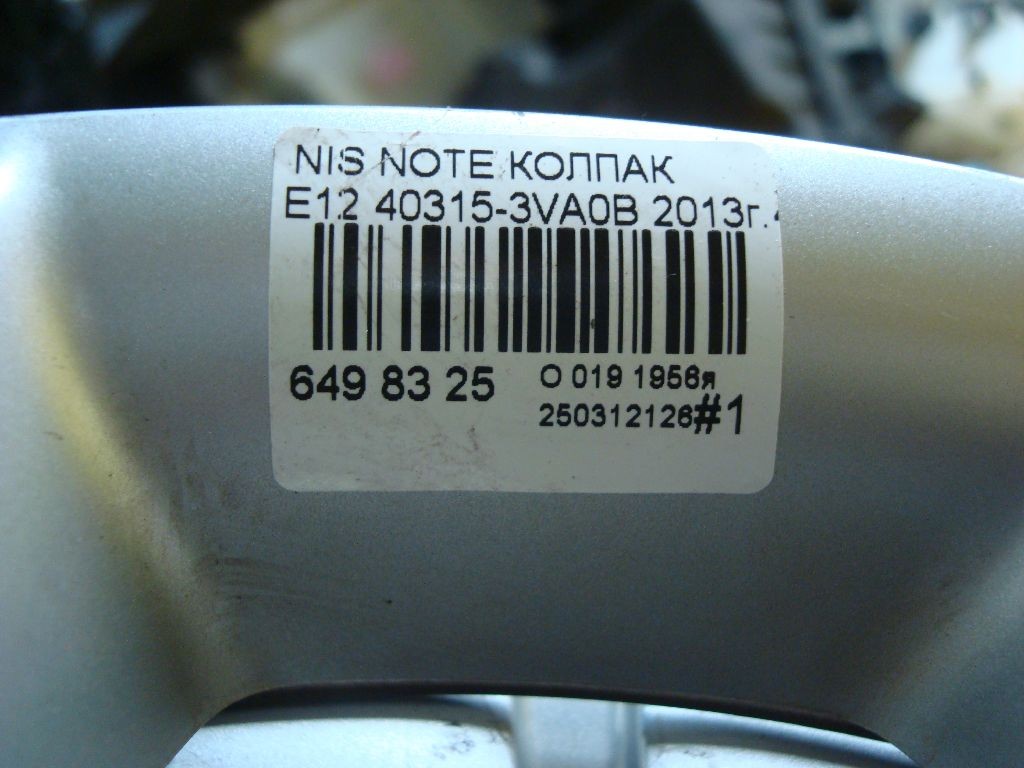 NIS NOTE КОЛПАК
E12 40315-3VA0B 2013г.
649 83 25
О 019 1956я
250312126#1